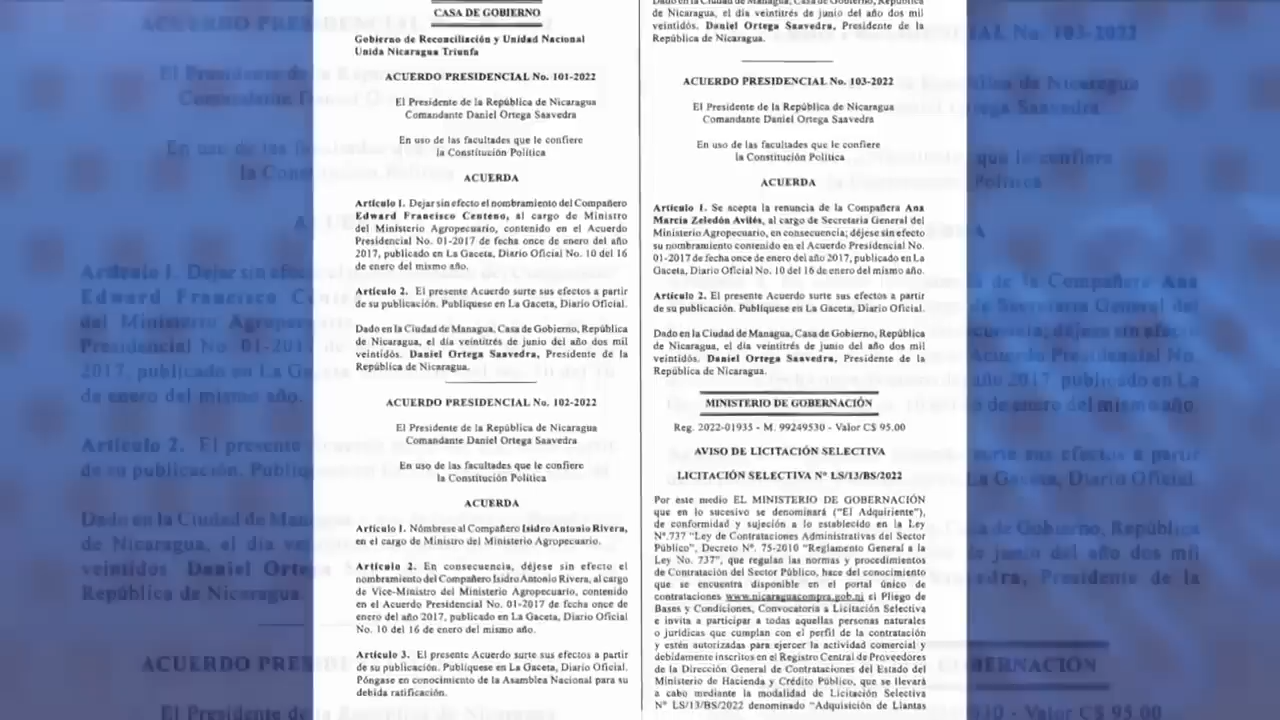 CASA DE GOBIERNO
Gobierno de Reconciliación y Unidad Nacional
Unida Nicaragua Triunfa
ACUERDO PRESIDENCIAL No. 101-2022
El Presidente de la República de Nicaragua
Comandante Daniel Ortega Saavedra
En uso de las facultades que le confiere
la Constitución Política
ACUERDA
Artículo 1. Dejar sin efecto el nombramiento del Compañero
Edward Francisco Centeno, al cargo de Ministro
del Ministerio Agropecuario, contenido en el Acuerdo
Presidencial No. 01-2017 de fecha once de enero del año
2017, publicado en La Gaceta, Diario Oficial No. 10 del 16
de enero del mismo año.
Artículo 2. El presente Acuerdo surte sus efectos a partir
de su publicación. Publíquese en La Gaceta, Diario Oficial.
Dado en la Ciudad de Managua, Casa de Gobierno, República
de Nicaragua, el día veintitrés de junio del año dos mil
veintidós. Daniel Ortega Saavedra, Presidente de la
República de Nicaragua.
ACUERDO PRESIDENCIAL No. 102-2022
El Presidente de la República de Nicaragua
Comandante Daniel Ortega Saavedra
En uso de las facultades que le confiere
la Constitución Política
ACUERDA
Artículo 1. Nómbrese al Compañero Isidro Antonio Rivera,
en el cargo de Ministro del Ministerio Agropecuario.
Artículo 2. En consecuencia, déjese sin efecto el
nombramiento del Compañero Isidro Antonio Rivera, al cargo
de Vice-Ministro del Ministerio Agropecuario, contenido
en el Acuerdo Presidencial No. 01-2017 de fecha once de
enero del año 2017, publicado en La Gaceta, Diario Oficial
No. 10 del 16 de enero del mismo año.
Artículo 3. El presente Acuerdo surte sus efectos a partir
de su publicación. Publíquese en La Gaceta, Diario Oficial.
Póngase en conocimiento de la Asamblea Nacional para su
debida ratificación.
Dado en la Ciudad de Managua, Casa de Gobierno, República
de Nicaragua, el día veintitrés de junio del año dos mil
veintidós. Daniel Ortega Saavedra, Presidente de la
República de Nicaragua.
ACUERDO PRESIDENCIAL No. 103-2022
El Presidente de la República de Nicaragua
Comandante Daniel Ortega Saavedra
En uso de las facultades que le confiere
la Constitución Política
ACUERDA
Artículo 1. Se acepta la renuncia de la Compañera Ana
Marcia Zeledón Avilés, al cargo de Secretaria General del
Ministerio Agropecuario, en consecuencia; déjese sin efecto
su nombramiento contenido en el Acuerdo Presidencial No.
01-2017 de fecha once de enero del año 2017, publicado en La
Gaceta, Diario Oficial No. 10 del 16 de enero del mismo año.
Artículo 2. El presente Acuerdo surte sus efectos a partir
de su publicación. Publíquese en La Gaceta, Diario Oficial.
Dado en la Ciudad de Managua, Casa de Gobierno, República
de Nicaragua, el día veintitrés de junio del año dos mil
veintidós. Daniel Ortega Saavedra, Presidente de la
República de Nicaragua.
MINISTERIO DE GOBERNACIÓN
Reg. 2022-01935 - M. 99249530 - Valor C$ 95.00
AVISO DE LICITACIÓN SELECTIVA
LICITACIÓN SELECTIVA N° LS/13/BS/2022
Por este medio EL MINISTERIO DE GOBERNACIÓN
que en lo sucesivo se denominará ("El Adquiriente"),
de conformidad y sujeción a lo establecido en la Ley
N°.737 "Ley de Contrataciones Administrativas del Sector
Público", Decreto N°. 75-2010 "Reglamento General a la
Ley No. 737", que regulan las normas y procedimientos
de Contratación del Sector Público, hace del conocimiento
que se encuentra disponible en el portal único de
contrataciones www.nicaraguacompra.gob.ni el Pliego de
Bases y Condiciones, Convocatoria a Licitación Selectiva
e invita a participar a todas aquellas personas naturales
o jurídicas que cumplan con el perfil de la contratación
y estén autorizadas para ejercer la actividad comercial y
debidamente inscritos en el Registro Central de Proveedores
de la Dirección General de Contrataciones del Estado del
Ministerio de Hacienda y Crédito Público, que se llevará
a cabo mediante la modalidad de Licitación Selectiva
N° LS/13/BS/2022 denominado "Adquisición de Llantas